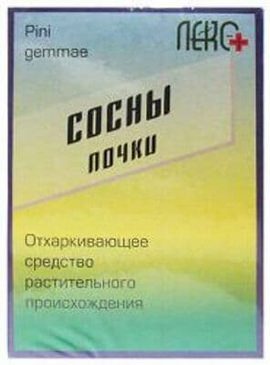 Pini
gemmae
ЛЕКС+
СОСНЫ
ПОЧКИ
Отхаркивающее
средство
растительного
происхождения